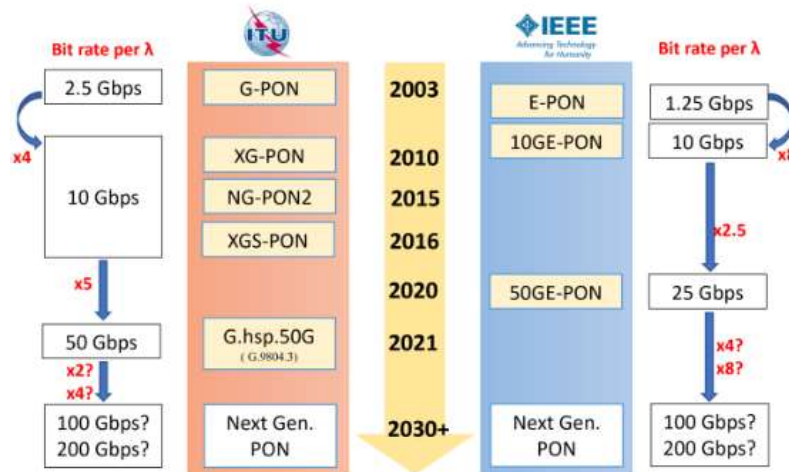 ITU
IEEE
Advancing Technology
for Humanity
Bit rate per λ
Bit rate per λ
2.5 Gbps
G-PON
2003
E-PON
1.25 Gbps
x4
10 Gbps
XG-PON
2010
10GE-PON
10 Gbps
x8
NG-PON2
2015
XGS-PON
2016
x2.5
x5
2020
50GE-PON
25 Gbps
50 Gbps
G.hsp.50G
( G.9804.3)
2021
x2?
x4?
x4?
x8?
100 Gbps?
200 Gbps?
Next Gen.
PON
2030+
Next Gen.
PON
100 Gbps?
200 Gbps?